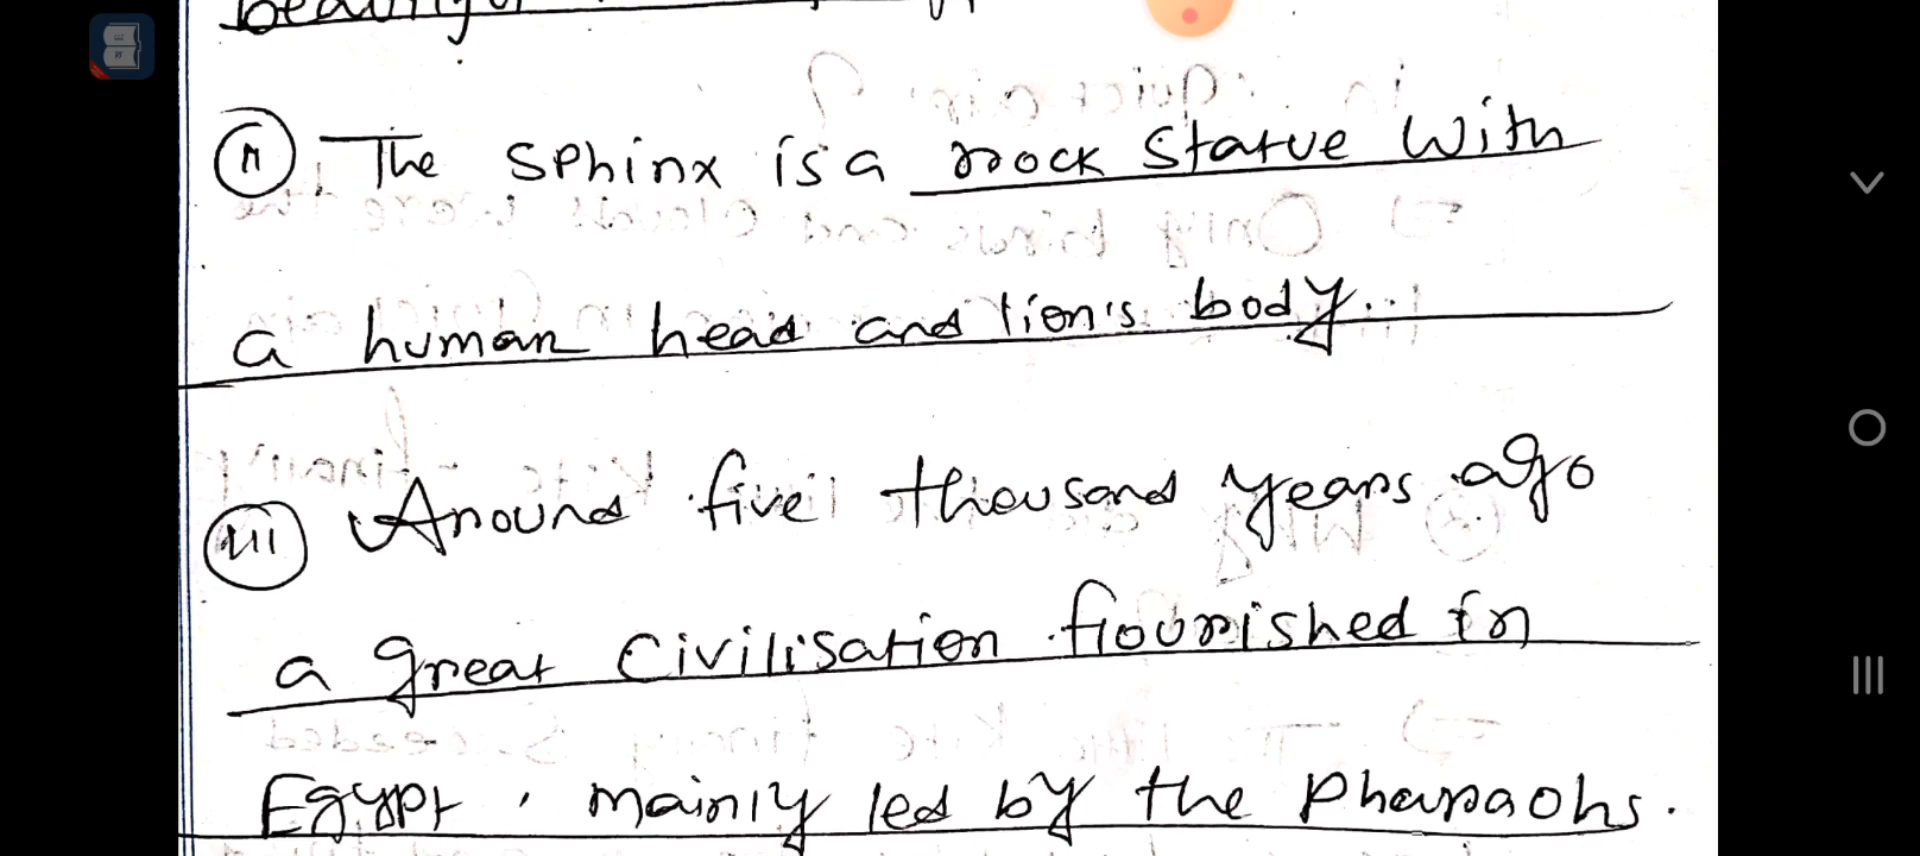 (ii) The Sphinx is a rock statue with
a human head and lion's body.
(iii) Around five thousand years ago
a great civilisation flourished in
Egypt, mainly led by the Pharaohs.